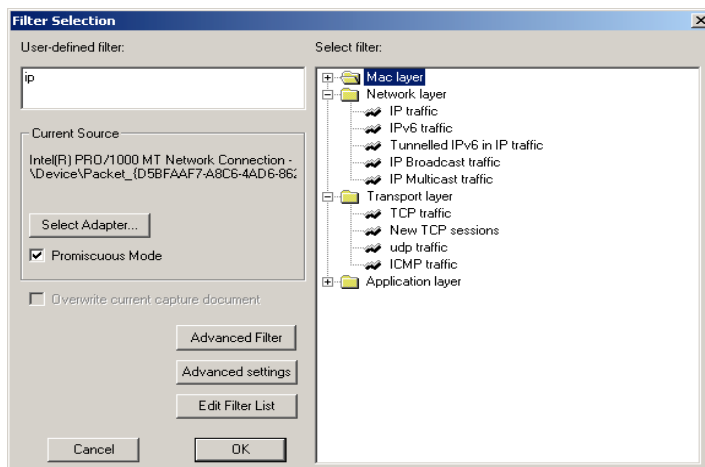 Filter Selection
User-defined filter:
ip
Current Source
Intel(R) PRO/1000 MT Network Connection -
\Device\Packet_{D5BFAAF7-A8C6-4AD6-862
Select Adapter...
Promiscuous Mode
Overwrite current capture document
Advanced Filter
Advanced settings
Edit Filter List
Cancel
OK
Select filter:
Mac layer
Network layer
IP traffic
IPv6 traffic
Tunnelled IPv6 in IP traffic
IP Broadcast traffic
IP Multicast traffic
Transport layer
TCP traffic
New TCP sessions
udp traffic
ICMP traffic
Application layer